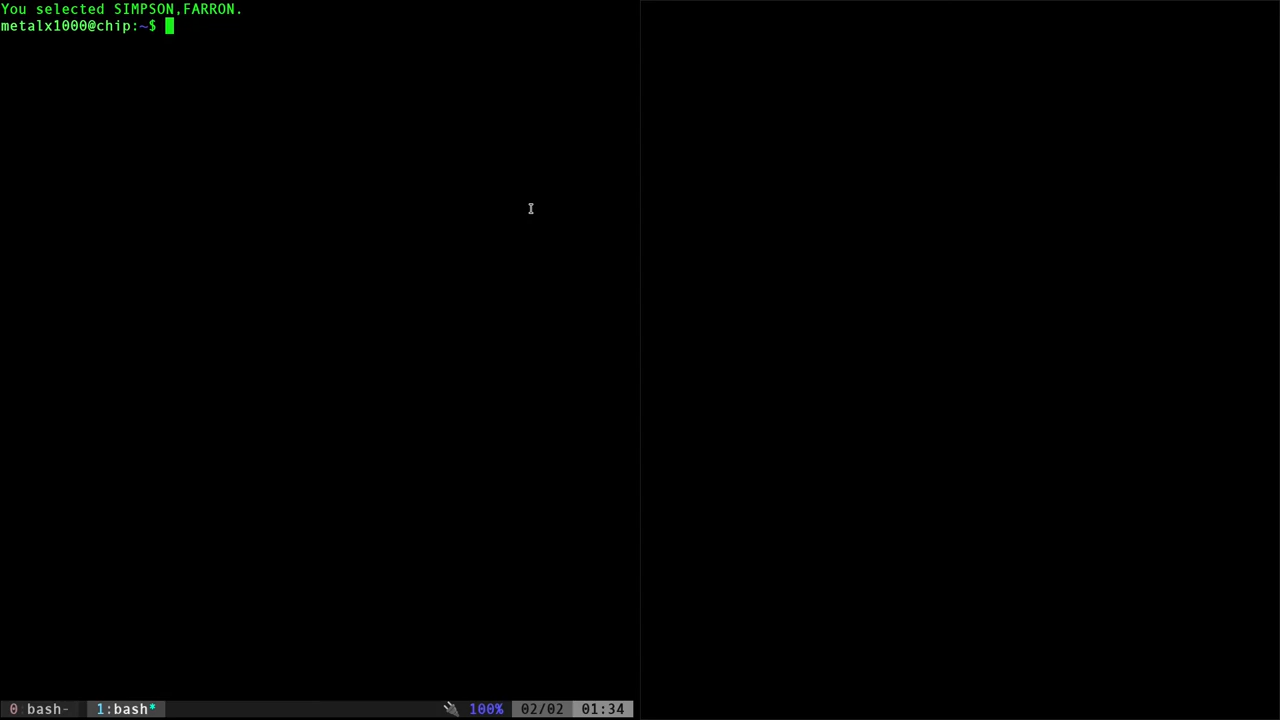 You selected SIMPSON,FARRON.
metalx1000@chip:~$
0 bash- 1:bash* 100% 02/02 01:34